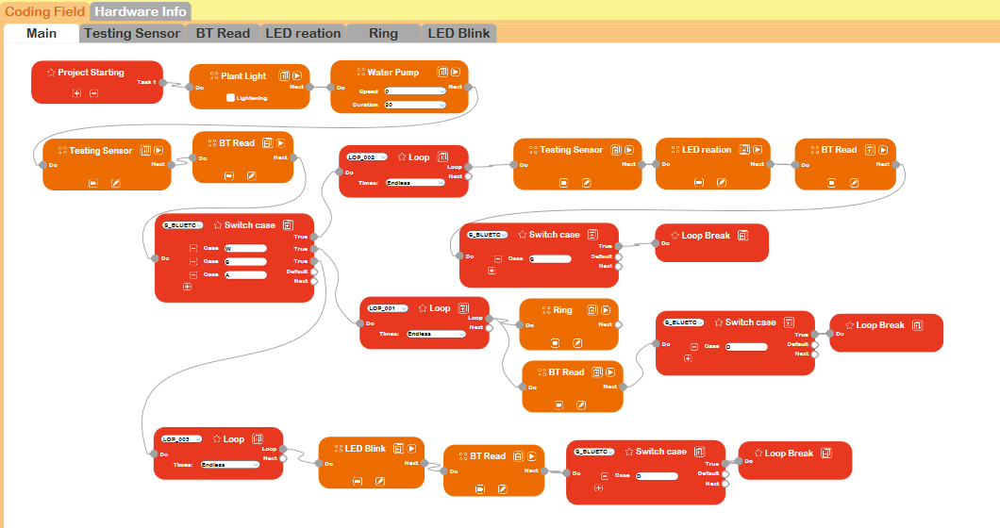 Coding Field Hardware Info
Main Testing Sensor BT Read LED reation Ring LED Blink
Project Starting
Task 1
Plant Light
Do Next
Lightening
Water Pump
Do Next
Speed 0
Duration 20
Testing Sensor
Do Next
BT Read
Do Next
LOP_002 Loop
Do Loop
Next
Times: Endless
Testing Sensor
Do Next
LED reation
Do Next
BT Read
Do Next
S_BLUETO Switch case
True
Case W True
Do Case S True
Case A Default
Next
S_BLUETO Switch case
True
Do Case S Default
Next
Loop Break
Do
LOP_001 Loop
Do Loop
Next
Times: Endless
Ring
Do Next
BT Read
Do Next
S_BLUETO Switch case
True
Do Case D Default
Next
Loop Break
Do
LOP_003 Loop
Do Loop
Next
Times: Endless
LED Blink
Do Next
BT Read
Do Next
S_BLUETO Switch case
True
Do Case D Default
Next
Loop Break
Do